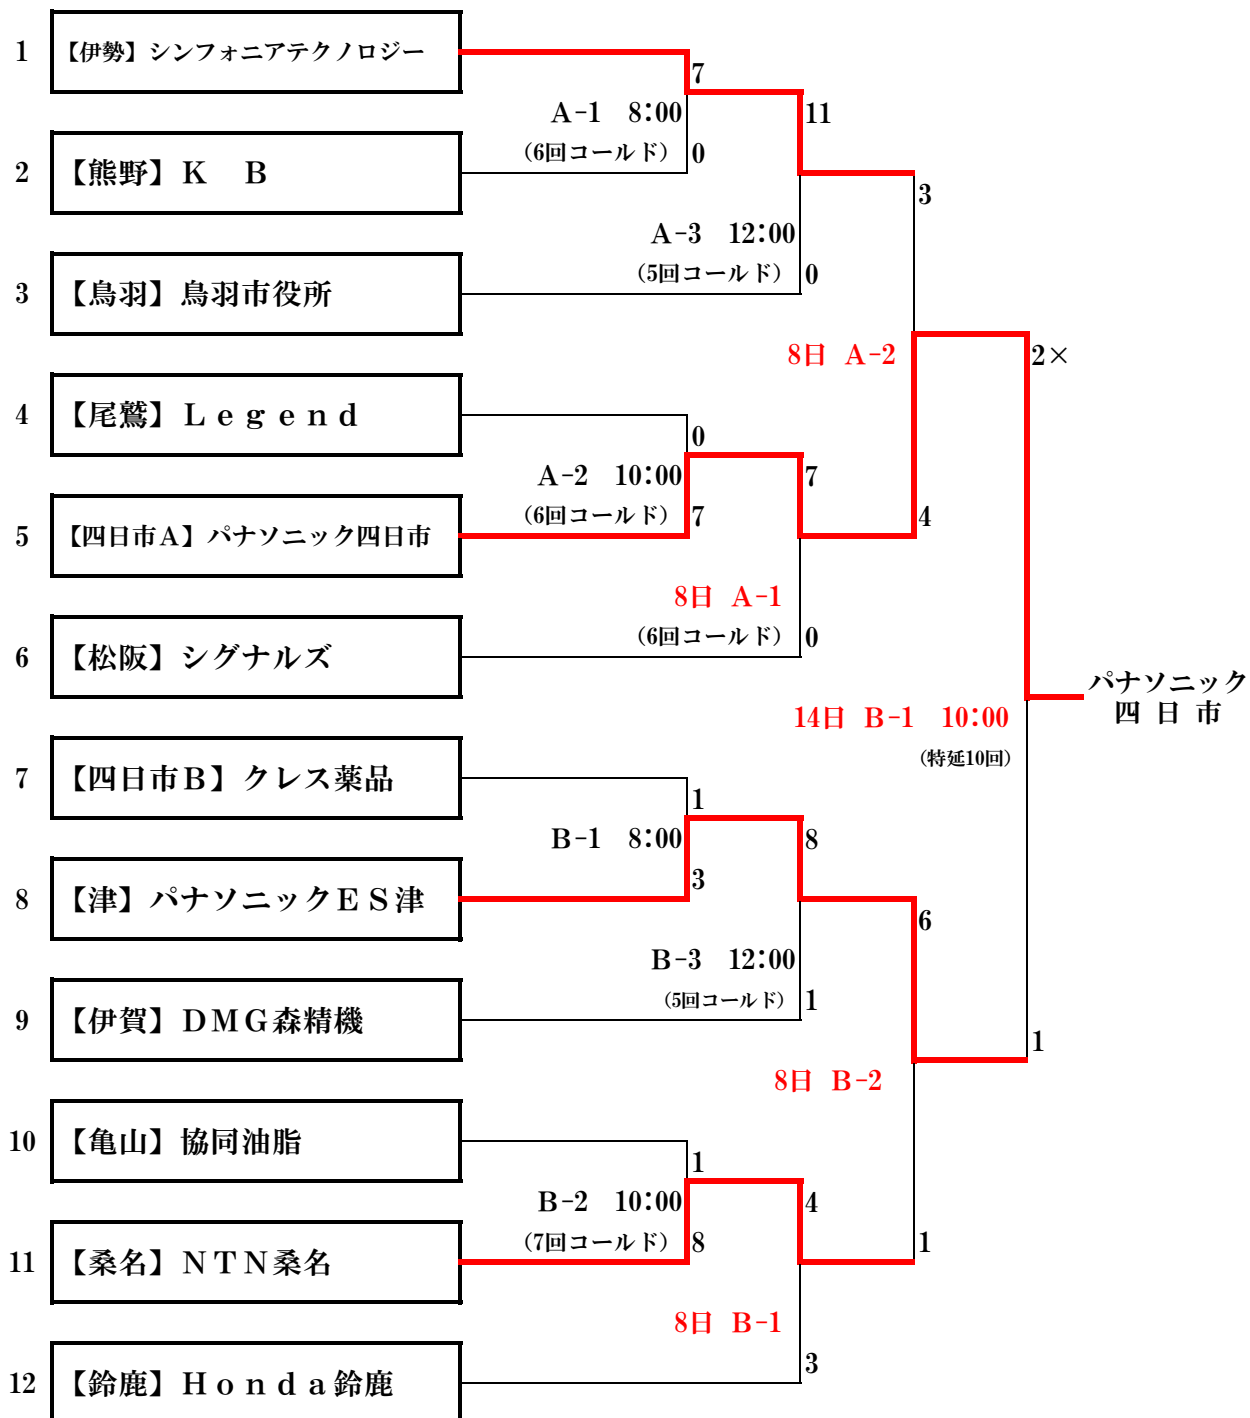 1 【伊勢】シンフォニアテクノロジー
7
A-1 8:00
11
(6回コールド) 0
2 【熊野】K B
3
A-3 12:00
(5回コールド) 0
3 【鳥羽】鳥羽市役所
8日 A-2
2×
4 【尾鷲】Legend
0
A-2 10:00
7
(6回コールド) 7
4
5 【四日市A】パナソニック四日市
8日 A-1
(6回コールド) 0
6 【松阪】シグナルズ
パナソニック
四日市
14日 B-1 10:00
(特延10回)
7 【四日市B】クレス薬品
1
B-1 8:00
8
3
8 【津】パナソニックES津
6
B-3 12:00
(5回コールド) 1
9 【伊賀】DMG森精機
1
8日 B-2
10 【亀山】協同油脂
1
B-2 10:00
4
(7回コールド) 8
1
11 【桑名】NTN桑名
8日 B-1
3
12 【鈴鹿】Honda鈴鹿